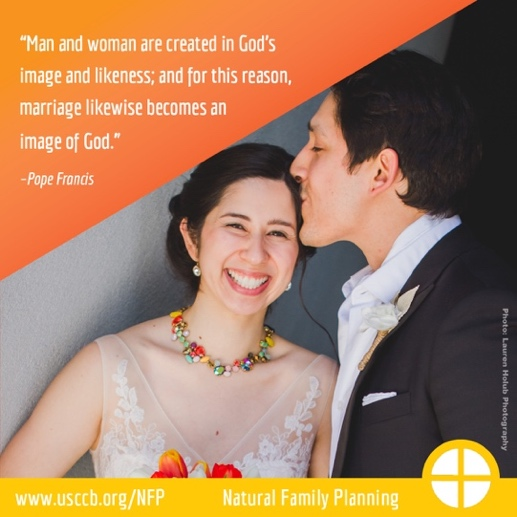 “Man and woman are created in God’s
image and likeness; and for this reason,
marriage likewise becomes an
image of God.”
–Pope Francis
Photo: Lauren Holub Photography
www.usccb.org/NFP
Natural Family Planning